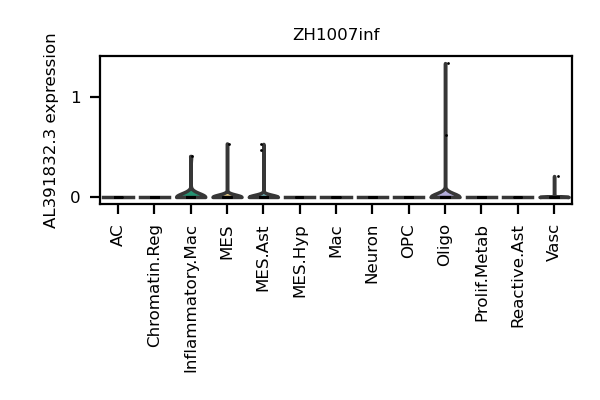 ZH1007inf
AL391832.3 expression
1
0
AC
Chromatin.Reg
Inflammatory.Mac
MES
MES.Ast
MES.Hyp
Mac
Neuron
OPC
Oligo
Prolif.Metab
Reactive.Ast
Vasc